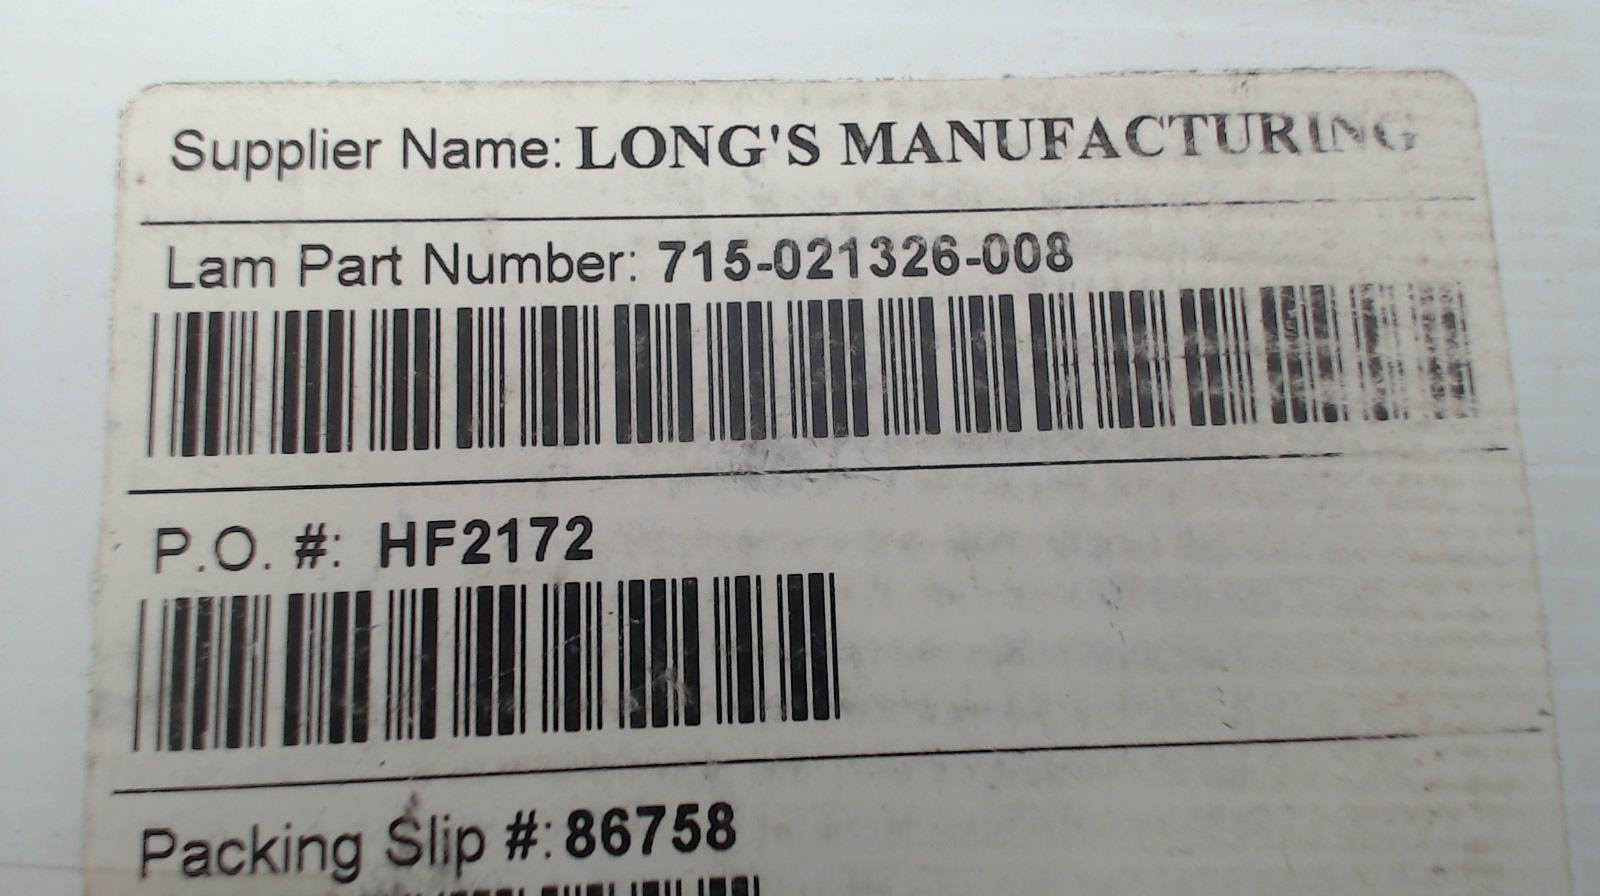 Supplier Name: LONG'S MANUFACTURING
Lam Part Number: 715-021326-008
P.O. #: HF2172
Packing Slip #: 86758